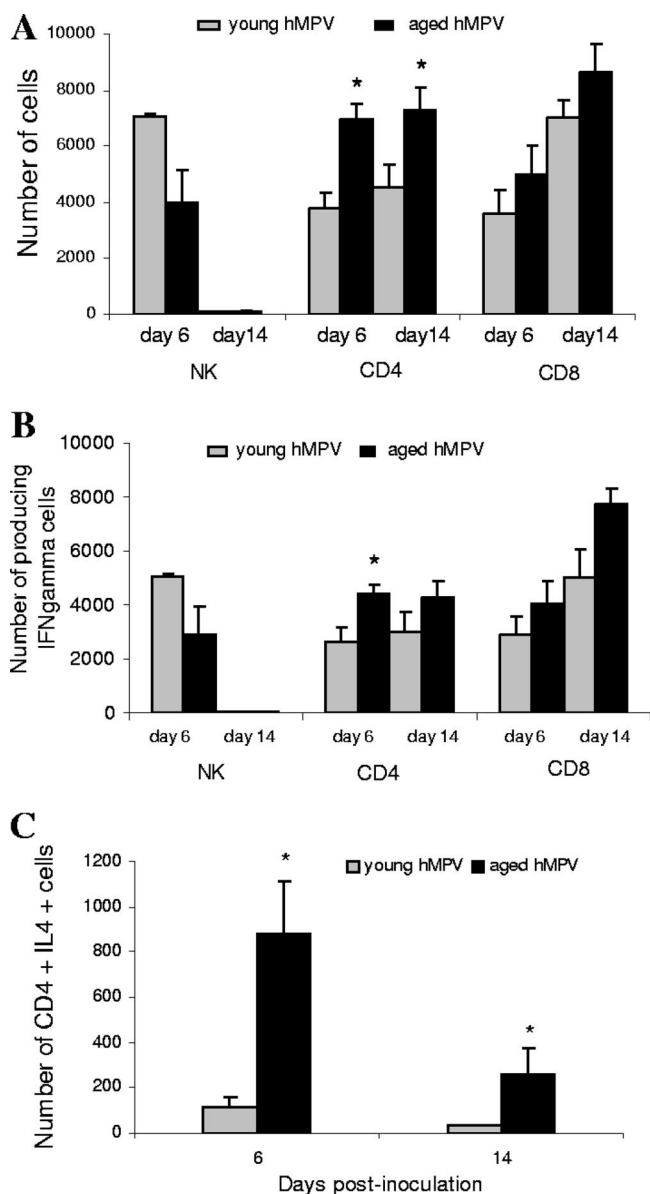 A
young hMPV aged hMPV
Number of cells
10000
8000
6000
4000
2000
0
* *
day 6 day14 day 6 day14 day 6 day14
NK CD4 CD8
B
young hMPV aged hMPV
Number of producing
IFNgamma cells
10000
8000
6000
4000
2000
0
*
day 6 day 14 day 6 day 14 day 6 day 14
NK CD4 CD8
C
young hMPV aged hMPV
Number of CD4 + IL4 + cells
1200
1000
800
600
400
200
0
* *
6 14
Days post-inoculation